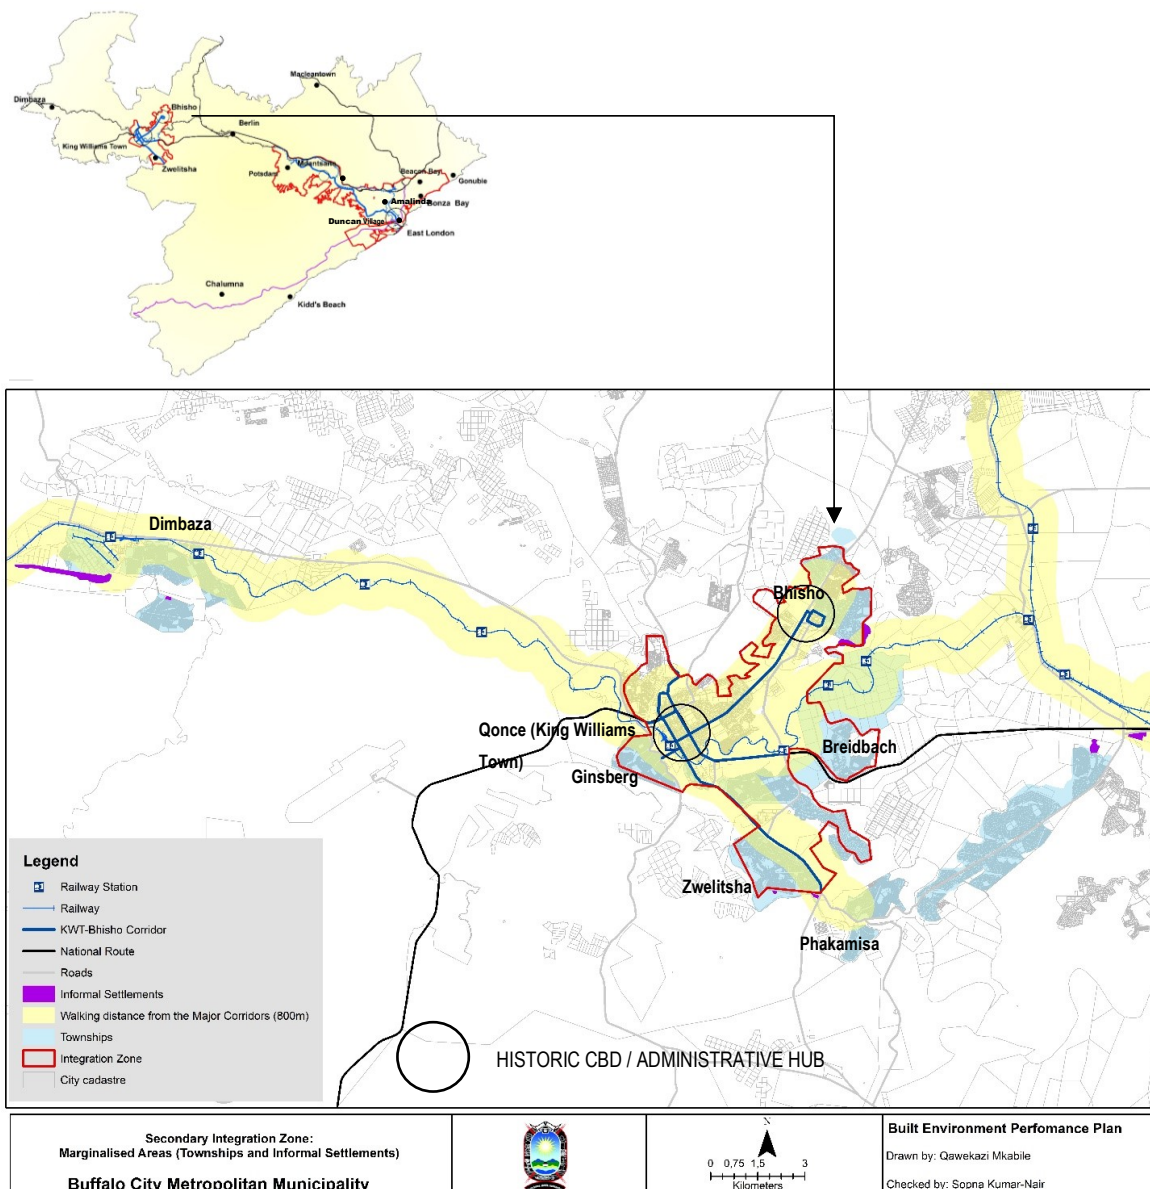 Macleantown
Dimbaza
Bhisho
Berlin
King Williams Town
Zwelitsha
Potsdam
Beacon Bay
Gonubie
Amalinda
Bonza Bay
Duncan Village
East London
Chalumna
Kidd's Beach
Dimbaza
Bhisho
Qonce (King Williams
Town)
Breidbach
Ginsberg
Zwelitsha
Phakamisa
Legend
Railway Station
Railway
KWT-Bhisho Corridor
National Route
Roads
Informal Settlements
Walking distance from the Major Corridors (800m)
Townships
Integration Zone
City cadastre
HISTORIC CBD / ADMINISTRATIVE HUB
Secondary Integration Zone:
Marginalised Areas (Townships and Informal Settlements)
Buffalo City Metropolitan Municipality
N
0 0,75 1,5 3
Kilometers
Built Environment Perfomance Plan
Drawn by: Qawekazi Mkabile
Checked by: Sopna Kumar-Nair